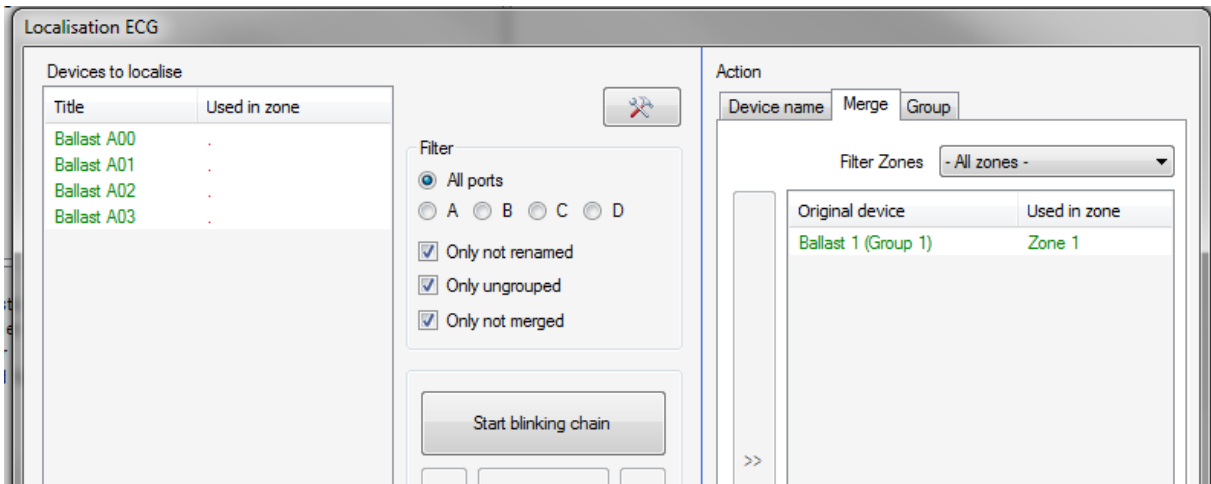 Localisation ECG
Devices to localise
Title Used in zone
Ballast A00 .
Ballast A01 .
Ballast A02 .
Ballast A03 .
Filter
All ports
A B C D
Only not renamed
Only ungrouped
Only not merged
Start blinking chain
Action
Device name Merge Group
Filter Zones - All zones -
Original device Used in zone
Ballast 1 (Group 1) Zone 1
>>